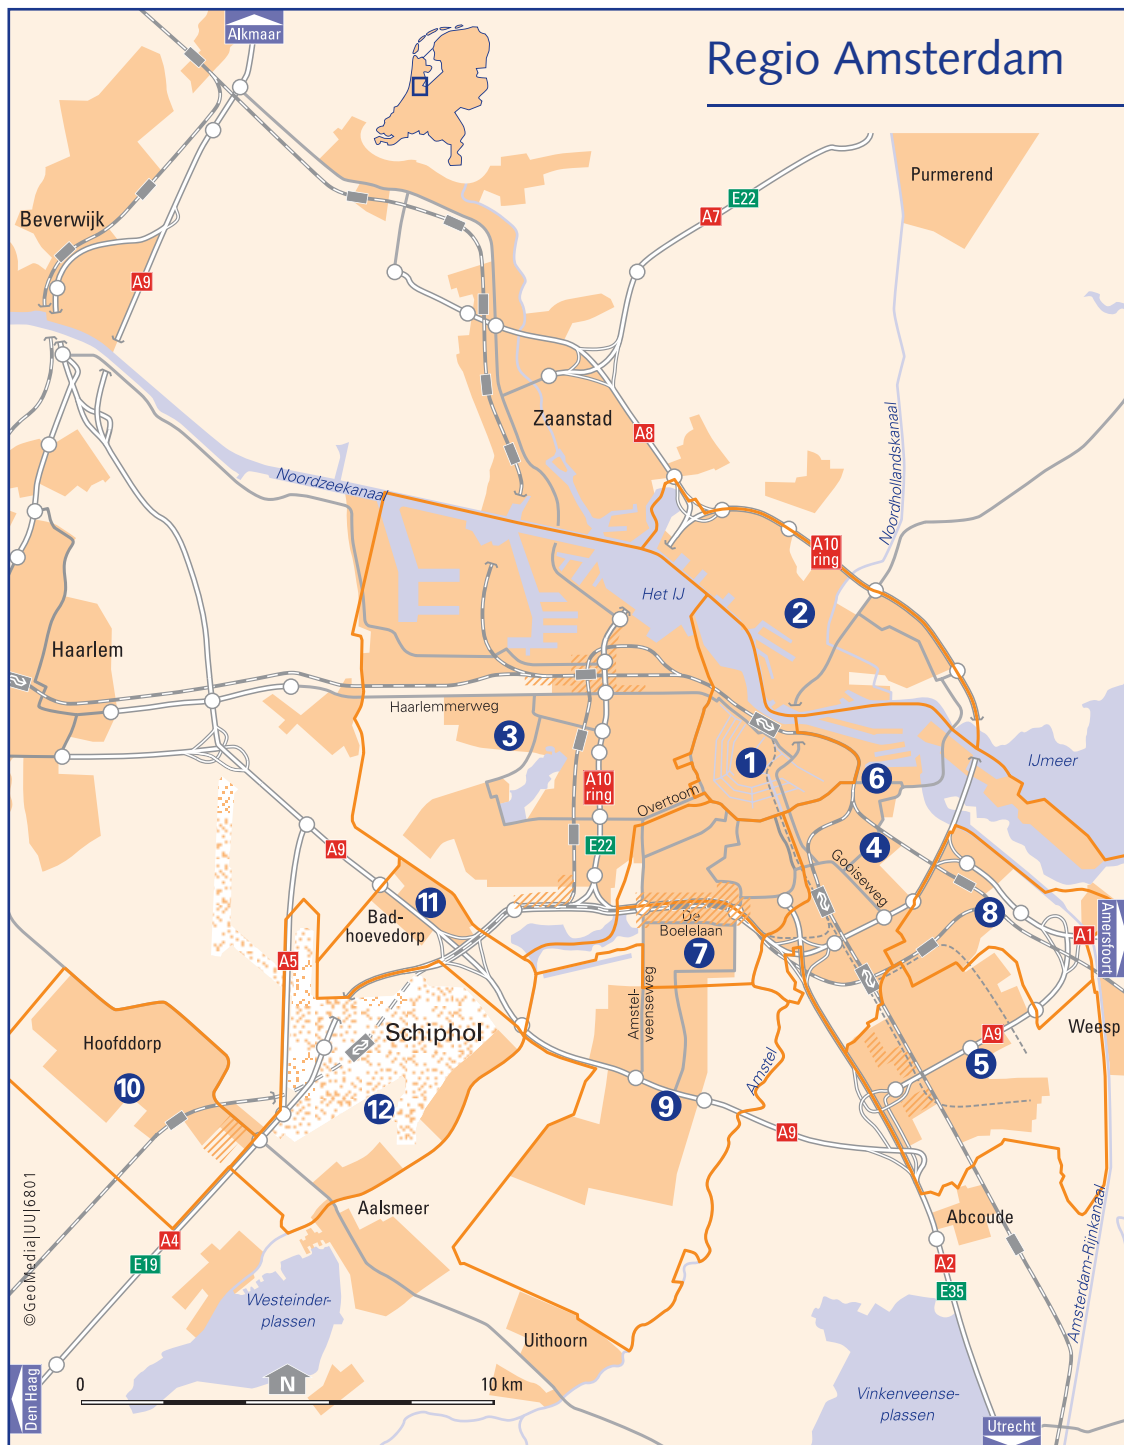 Alkmaar
Regio Amsterdam
Purmerend
E22
A7
Beverwijk
A9
Zaanstad
A8
Noordzeekanaal
Noordhollandskanaal
A10
ring
Het IJ
2
Haarlem
Haarlemmerweg
3
1
6
IJmeer
A10
ring
Overtoom
E22
4
Gooiseweg
A9
11
Bad-
hoevedorp
8
A1
Amersfoort
De
Boelelaan
7
A5
Amstel-
veenseweg
Schiphol
Weesp
A9
Hoofddorp
10
5
Amstel
12
9
A9
©GeoMedia|UU|6801
Aalsmeer
Abcoude
A4
E19
A2
E35
Amsterdam-Rijnkanaal
Westeinder-
plassen
Uithoorn
Den Haag
0
N
10 km
Vinkenveense-
plassen
Utrecht